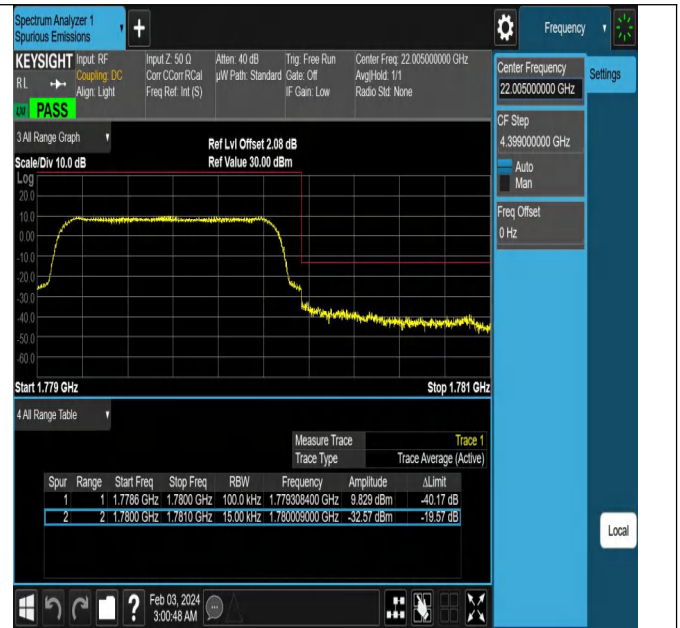 Spectrum Analyzer 1
Spurious Emissions
Frequency
KEYSIGHT Input: RF Input Z: 50 Ω Atten: 40 dB Trig: Free Run Center Freq: 22.005000000 GHz
RL Coupling: DC Corr CCorr RCal µW Path: Standard Gate: Off Avg|Hold: 1/1
Align: Light Freq Ref: Int (S) IF Gain: Low Radio Std: None
PASS
Center Frequency
22.005000000 GHz
Settings
CF Step
4.399000000 GHz
Auto
Man
Freq Offset
0 Hz
3 All Range Graph
Ref Lvl Offset 2.08 dB
Scale/Div 10.0 dB Ref Value 30.00 dBm
Log
20.0
10.0
0.00
-10.0
-20.0
-30.0
-40.0
-50.0
-60.0
Start 1.779 GHz Stop 1.781 GHz
4 All Range Table
Measure Trace Trace 1
Trace Type Trace Average (Active)
Spur Range Start Freq Stop Freq RBW Frequency Amplitude ΔLimit
1 1 1.7786 GHz 1.7800 GHz 100.0 kHz 1.779308400 GHz 9.829 dBm -40.17 dB
2 2 1.7800 GHz 1.7810 GHz 15.00 kHz 1.780009000 GHz -32.57 dBm -19.57 dB
Local
Feb 03, 2024
3:00:48 AM